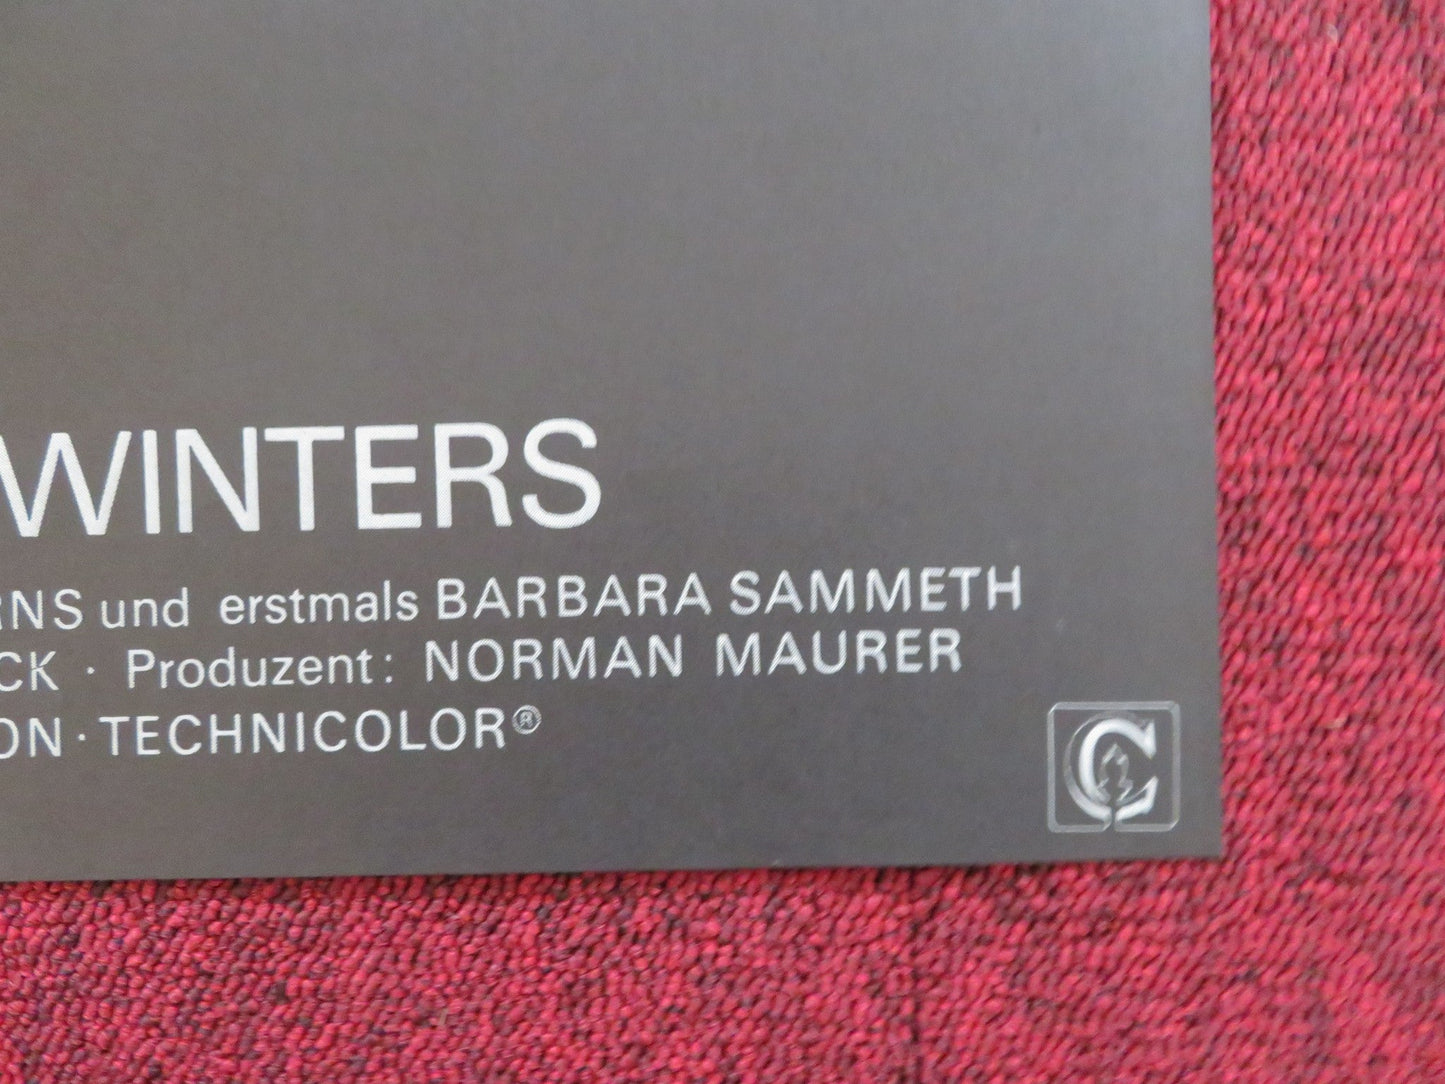 WINTERS
RNS und erstmals BARBARA SAMMETH
CK · Produzent: NORMAN MAURER
ON · TECHNICOLOR®
C